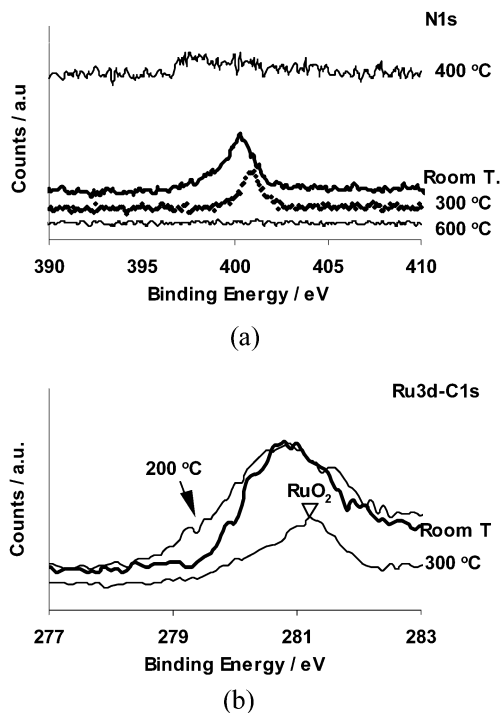 N1s
400 °C
Room T.
300 °C
600 °C
Counts / a.u
390 395 400 405 410
Binding Energy / eV
(a)
Ru3d-C1s
200 °C
RuO2
Room T
300 °C
Counts / a.u.
277 279 281 283
Binding Energy / eV
(b)